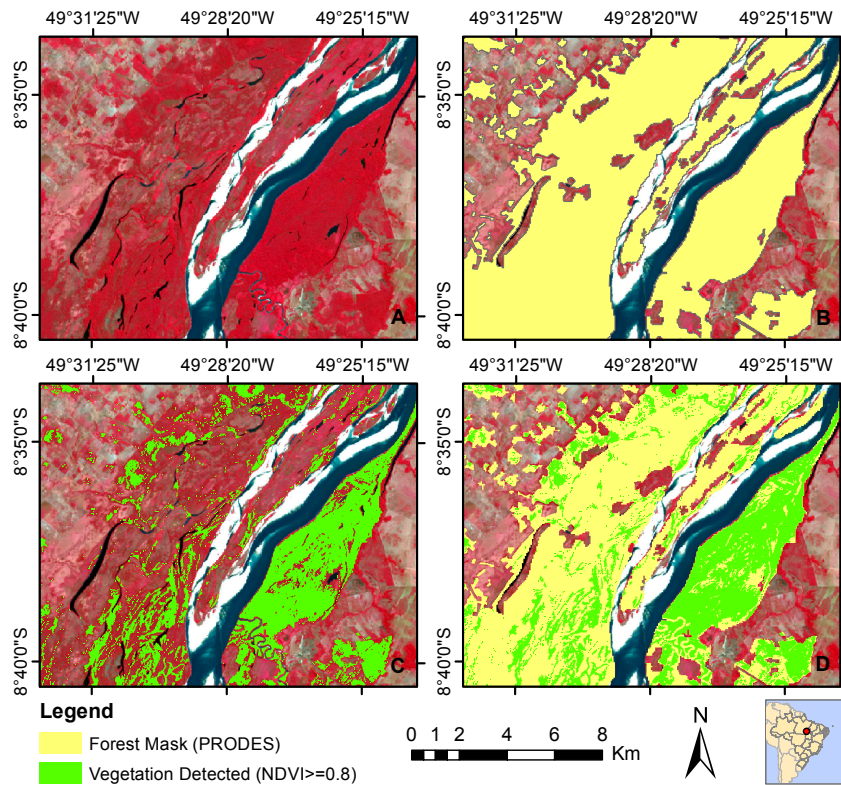 49°31'25"W 49°28'20"W 49°25'15"W 49°31'25"W 49°28'20"W 49°25'15"W
8°35'0"S
8°40'0"S
A
8°35'0"S
8°40'0"S
B
49°31'25"W 49°28'20"W 49°25'15"W 49°31'25"W 49°28'20"W 49°25'15"W
8°35'0"S
8°40'0"S
C
8°35'0"S
8°40'0"S
D
Legend
Forest Mask (PRODES)
Vegetation Detected (NDVI>=0.8)
0 1 2 4 6 8
Km
N